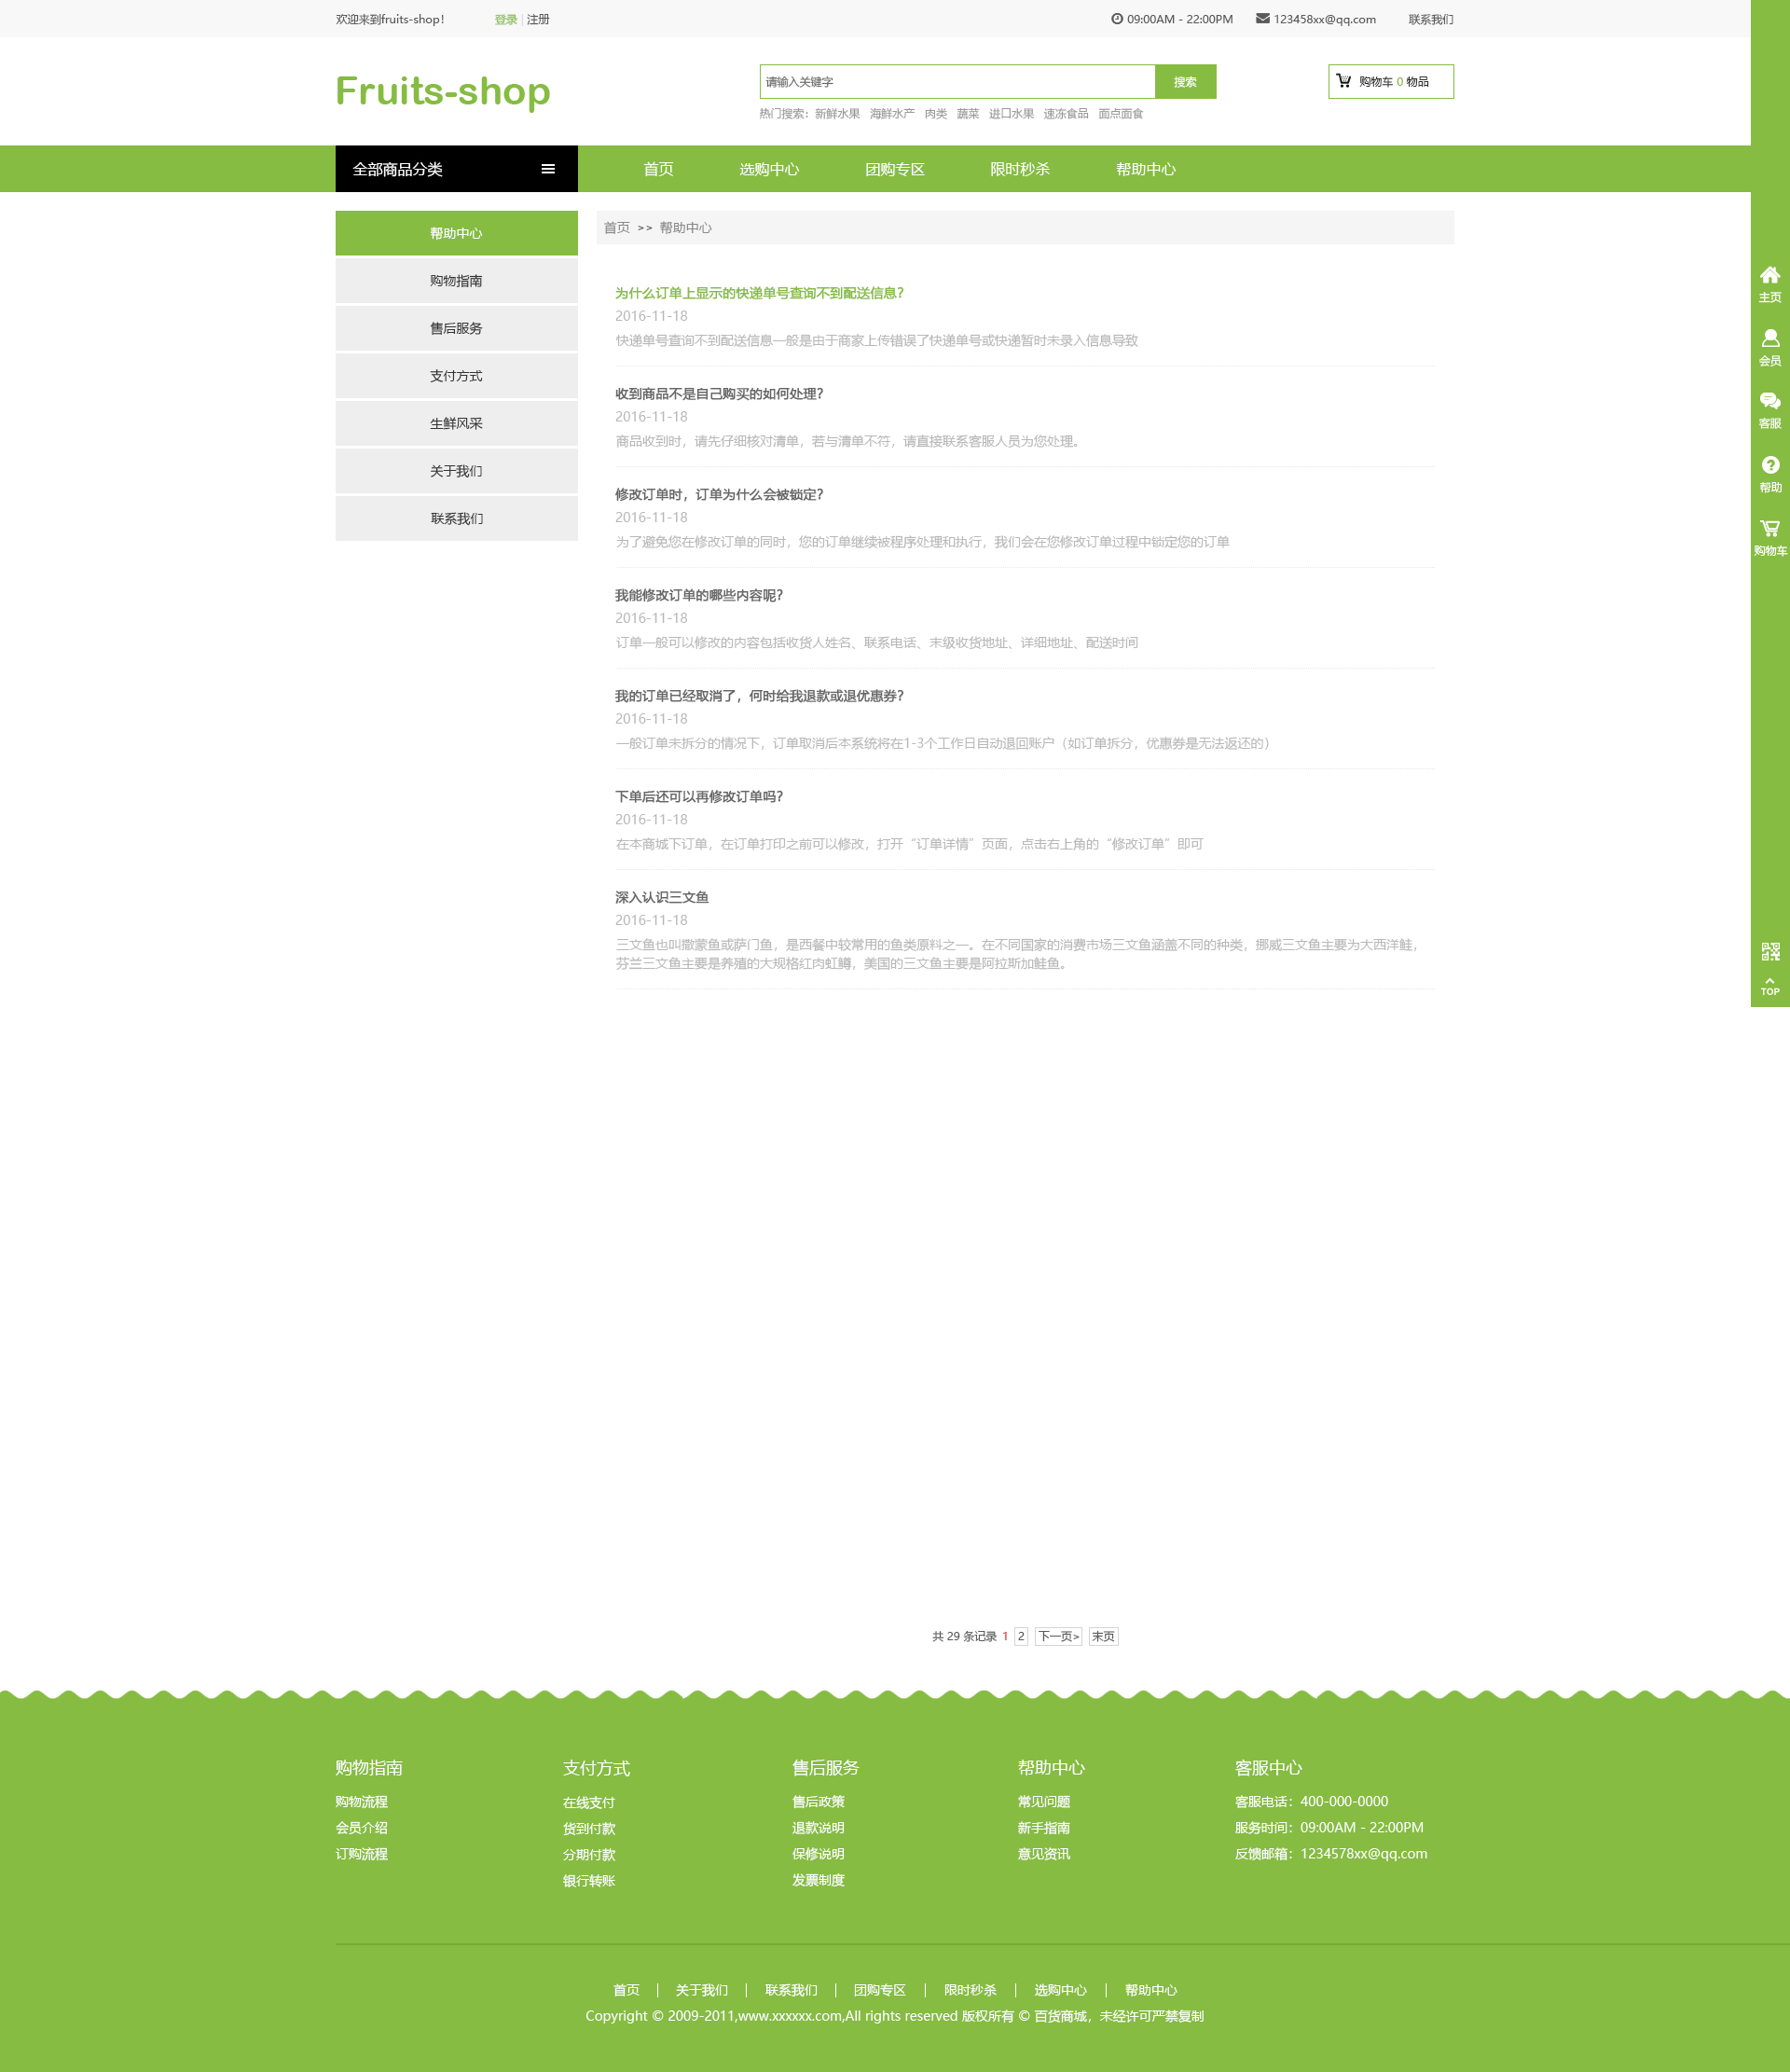 欢迎来到fruits-shop! 登录 | 注册 09:00AM - 22:00PM 123458xx@qq.com 联系我们
Fruits-shop
请输入关键字 搜索
购物车 0 物品
热门搜索：新鲜水果 海鲜水产 肉类 蔬菜 进口水果 速冻食品 面点面食
全部商品分类 首页 选购中心 团购专区 限时秒杀 帮助中心
帮助中心
购物指南
售后服务
支付方式
生鲜风采
关于我们
联系我们
首页 >> 帮助中心
为什么订单上显示的快递单号查询不到配送信息？
2016-11-18
快递单号查询不到配送信息一般是由于商家上传错误了快递单号或快递暂时未录入信息导致
收到商品不是自己购买的如何处理？
2016-11-18
商品收到时，请先仔细核对清单，若与清单不符，请直接联系客服人员为您处理。
修改订单时，订单为什么会被锁定？
2016-11-18
为了避免您在修改订单的同时，您的订单继续被程序处理和执行，我们会在您修改订单过程中锁定您的订单
我能修改订单的哪些内容呢？
2016-11-18
订单一般可以修改的内容包括收货人姓名、联系电话、末级收货地址、详细地址、配送时间
我的订单已经取消了，何时给我退款或退优惠券？
2016-11-18
一般订单未拆分的情况下，订单取消后本系统将在1-3个工作日自动退回账户（如订单拆分，优惠券是无法返还的）
下单后还可以再修改订单吗？
2016-11-18
在本商城下订单，在订单打印之前可以修改，打开“订单详情”页面，点击右上角的“修改订单”即可
深入认识三文鱼
2016-11-18
三文鱼也叫撒蒙鱼或萨门鱼，是西餐中较常用的鱼类原料之一。在不同国家的消费市场三文鱼涵盖不同的种类，挪威三文鱼主要为大西洋鲑，
芬兰三文鱼主要是养殖的大规格红肉虹鳟，美国的三文鱼主要是阿拉斯加鲑鱼。
主页
会员
客服
帮助
购物车
TOP
共 29 条记录 1 2 下一页> 末页
购物指南
购物流程
会员介绍
订购流程
支付方式
在线支付
货到付款
分期付款
银行转账
售后服务
售后政策
退款说明
保修说明
发票制度
帮助中心
常见问题
新手指南
意见资讯
客服中心
客服电话：400-000-0000
服务时间：09:00AM - 22:00PM
反馈邮箱：1234578xx@qq.com
首页 | 关于我们 | 联系我们 | 团购专区 | 限时秒杀 | 选购中心 | 帮助中心
Copyright © 2009-2011,www.xxxxxx.com,All rights reserved 版权所有 © 百货商城，未经许可严禁复制